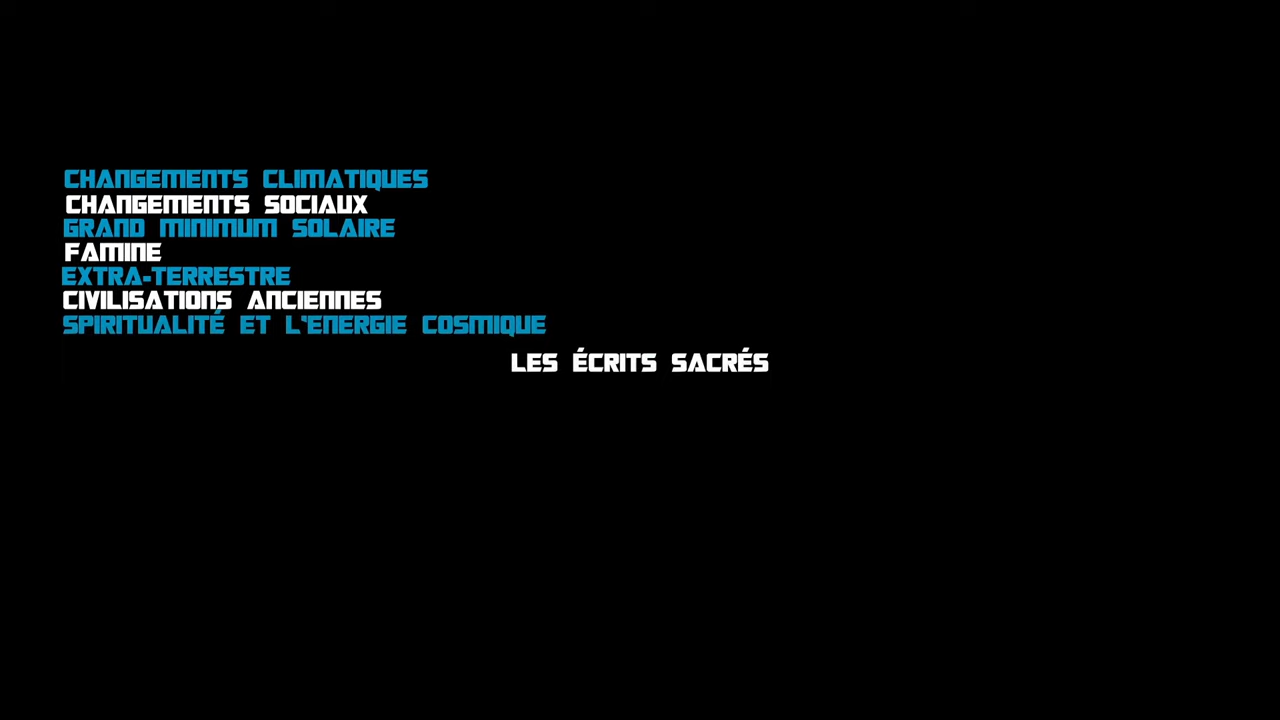 CHANGEMENTS CLIMATIQUES
CHANGEMENTS SOCIAUX
GRAND MINIMUM SOLAIRE
FAMINE
EXTRA-TERRESTRE
CIVILISATIONS ANCIENNES
SPIRITUALITÉ ET L'ENERGIE COSMIQUE
LES ÉCRITS SACRÉS